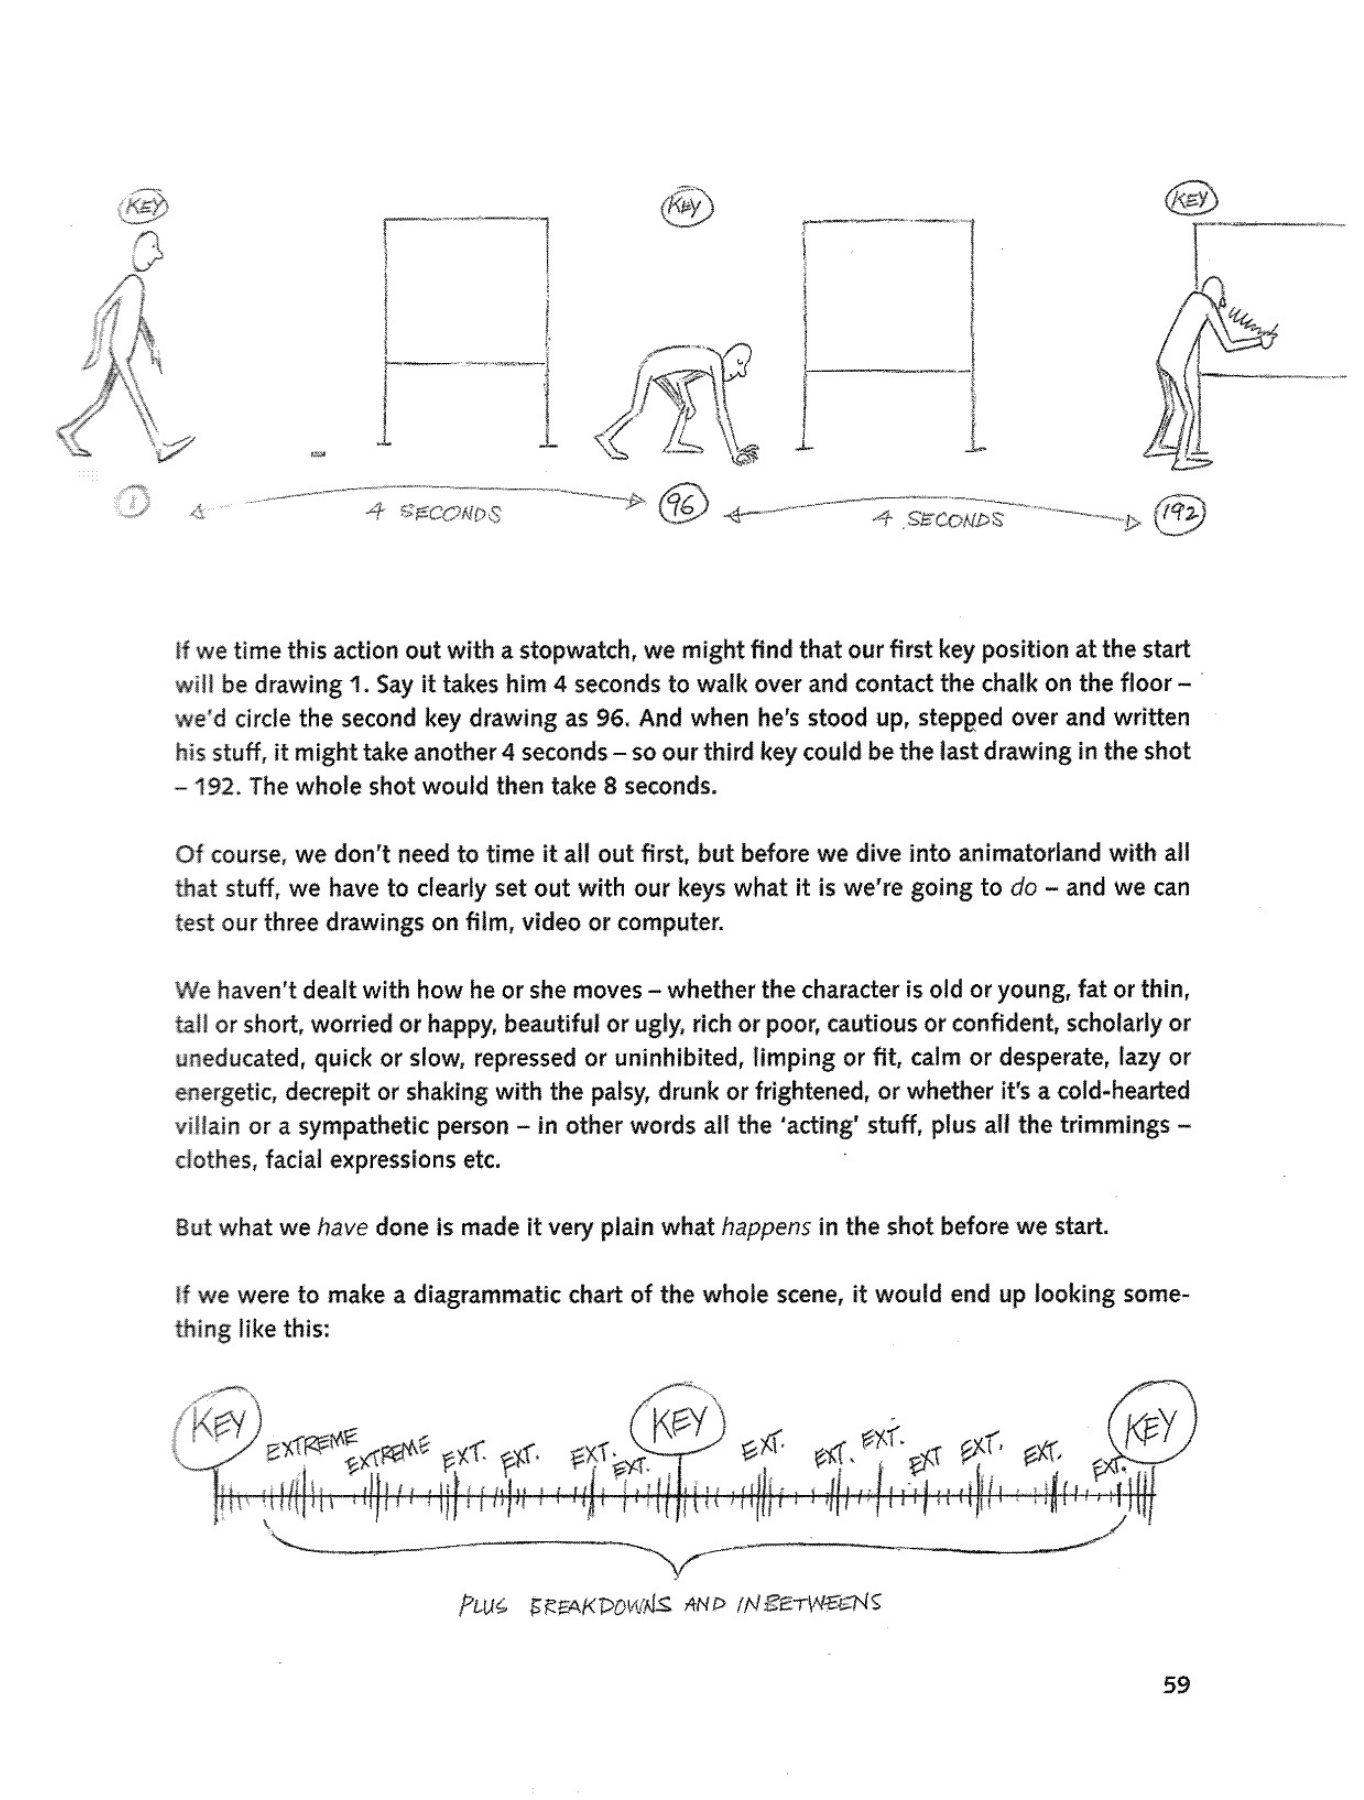 KEY
KEY
KEY
1
4 SECONDS
96
4 SECONDS
192
If we time this action out with a stopwatch, we might find that our first key position at the start
will be drawing 1. Say it takes him 4 seconds to walk over and contact the chalk on the floor –
we'd circle the second key drawing as 96. And when he's stood up, stepped over and written
his stuff, it might take another 4 seconds – so our third key could be the last drawing in the shot
– 192. The whole shot would then take 8 seconds.
Of course, we don't need to time it all out first, but before we dive into animatorland with all
that stuff, we have to clearly set out with our keys what it is we're going to do – and we can
test our three drawings on film, video or computer.
We haven't dealt with how he or she moves – whether the character is old or young, fat or thin,
tall or short, worried or happy, beautiful or ugly, rich or poor, cautious or confident, scholarly or
uneducated, quick or slow, repressed or uninhibited, limping or fit, calm or desperate, lazy or
energetic, decrepit or shaking with the palsy, drunk or frightened, or whether it's a cold-hearted
villain or a sympathetic person – in other words all the 'acting' stuff, plus all the trimmings –
clothes, facial expressions etc.
But what we have done is made it very plain what happens in the shot before we start.
If we were to make a diagrammatic chart of the whole scene, it would end up looking some-
thing like this:
KEY
EXTREME
EXTREME
EXT.
EXT.
EXT.
EXT.
KEY
EXT.
EXT.
EXT.
EXT
EXT.
EXT.
EXT.
KEY
PLUS BREAKDOWNS AND INBETWEENS
59